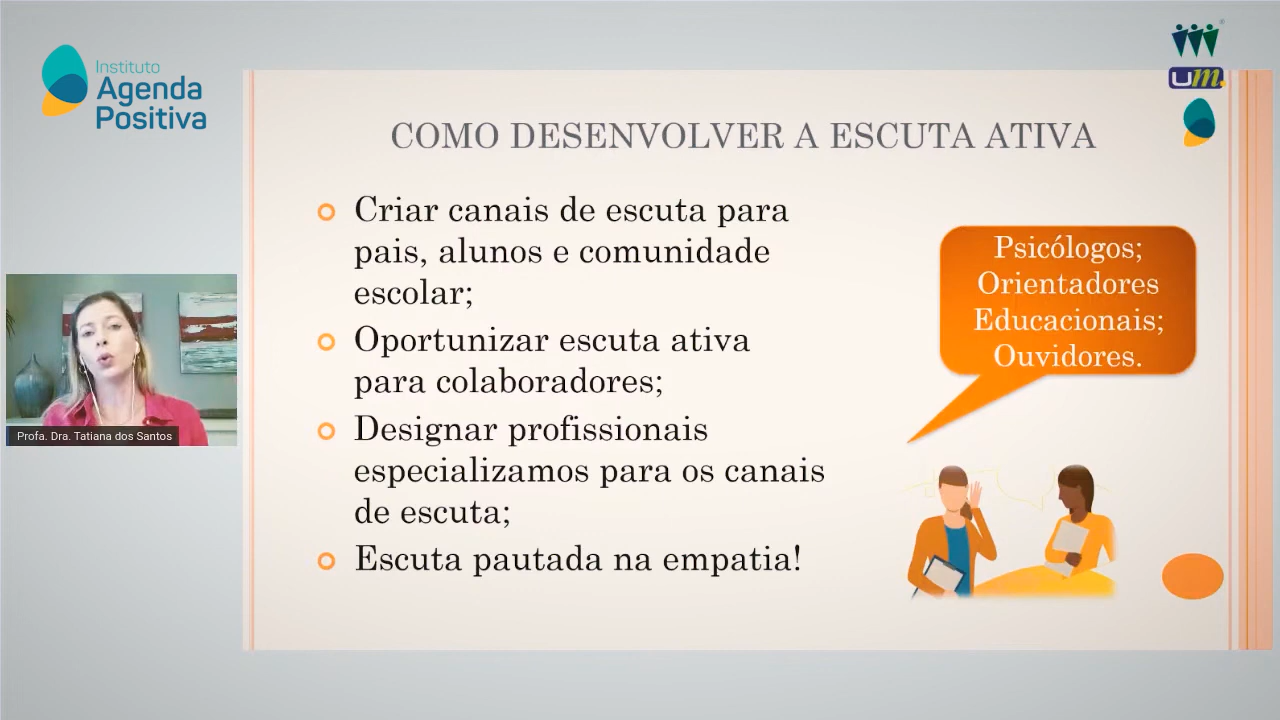 Instituto
Agenda
Positiva
um.
COMO DESENVOLVER A ESCUTA ATIVA
Criar canais de escuta para
pais, alunos e comunidade
escolar;
Oportunizar escuta ativa
para colaboradores;
Designar profissionais
especializamos para os canais
de escuta;
Escuta pautada na empatia!
Psicólogos;
Orientadores
Educacionais;
Ouvidores.
Profa. Dra. Tatiana dos Santos